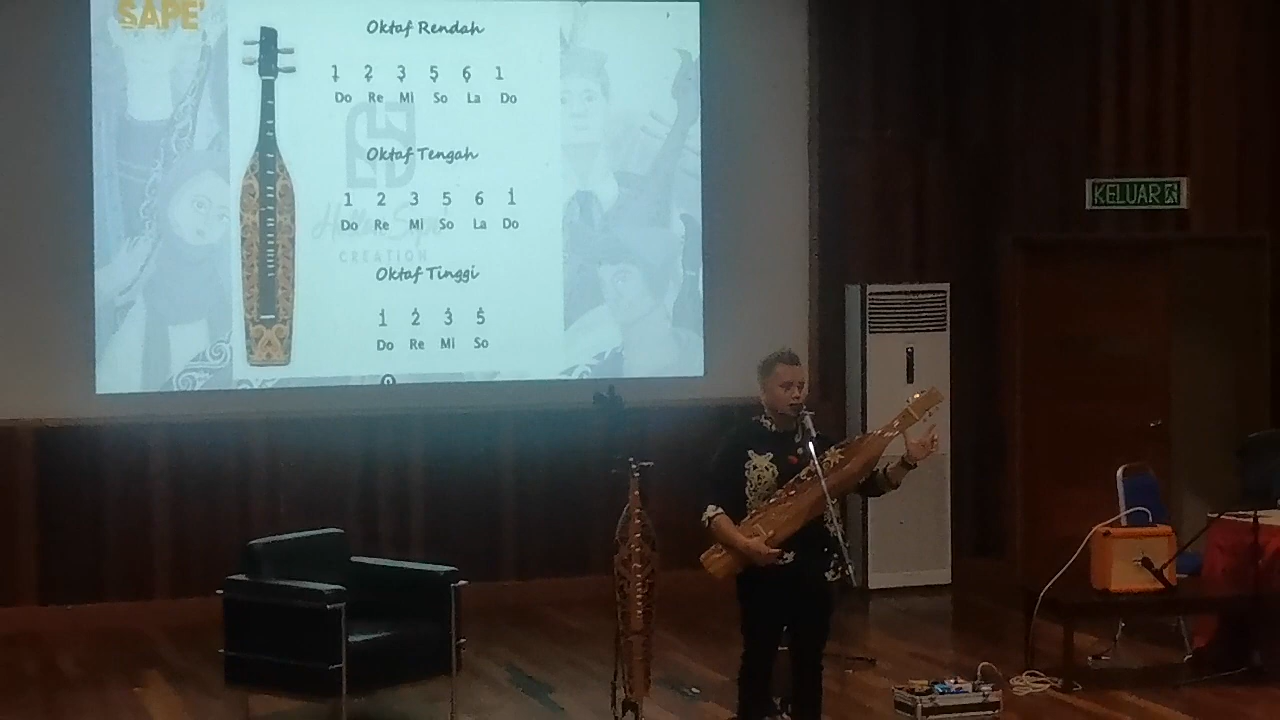 SAPE'
Oktaf Rendah
1̣ 2̣ 3̣ 5̣ 6̣ 1
Do Re Mi So La Do
Oktaf Tengah
1 2 3 5 6 1̇
Do Re Mi So La Do
CREATION
Oktaf Tinggi
1̇ 2̇ 3̇ 5̇
Do Re Mi So
KELUAR